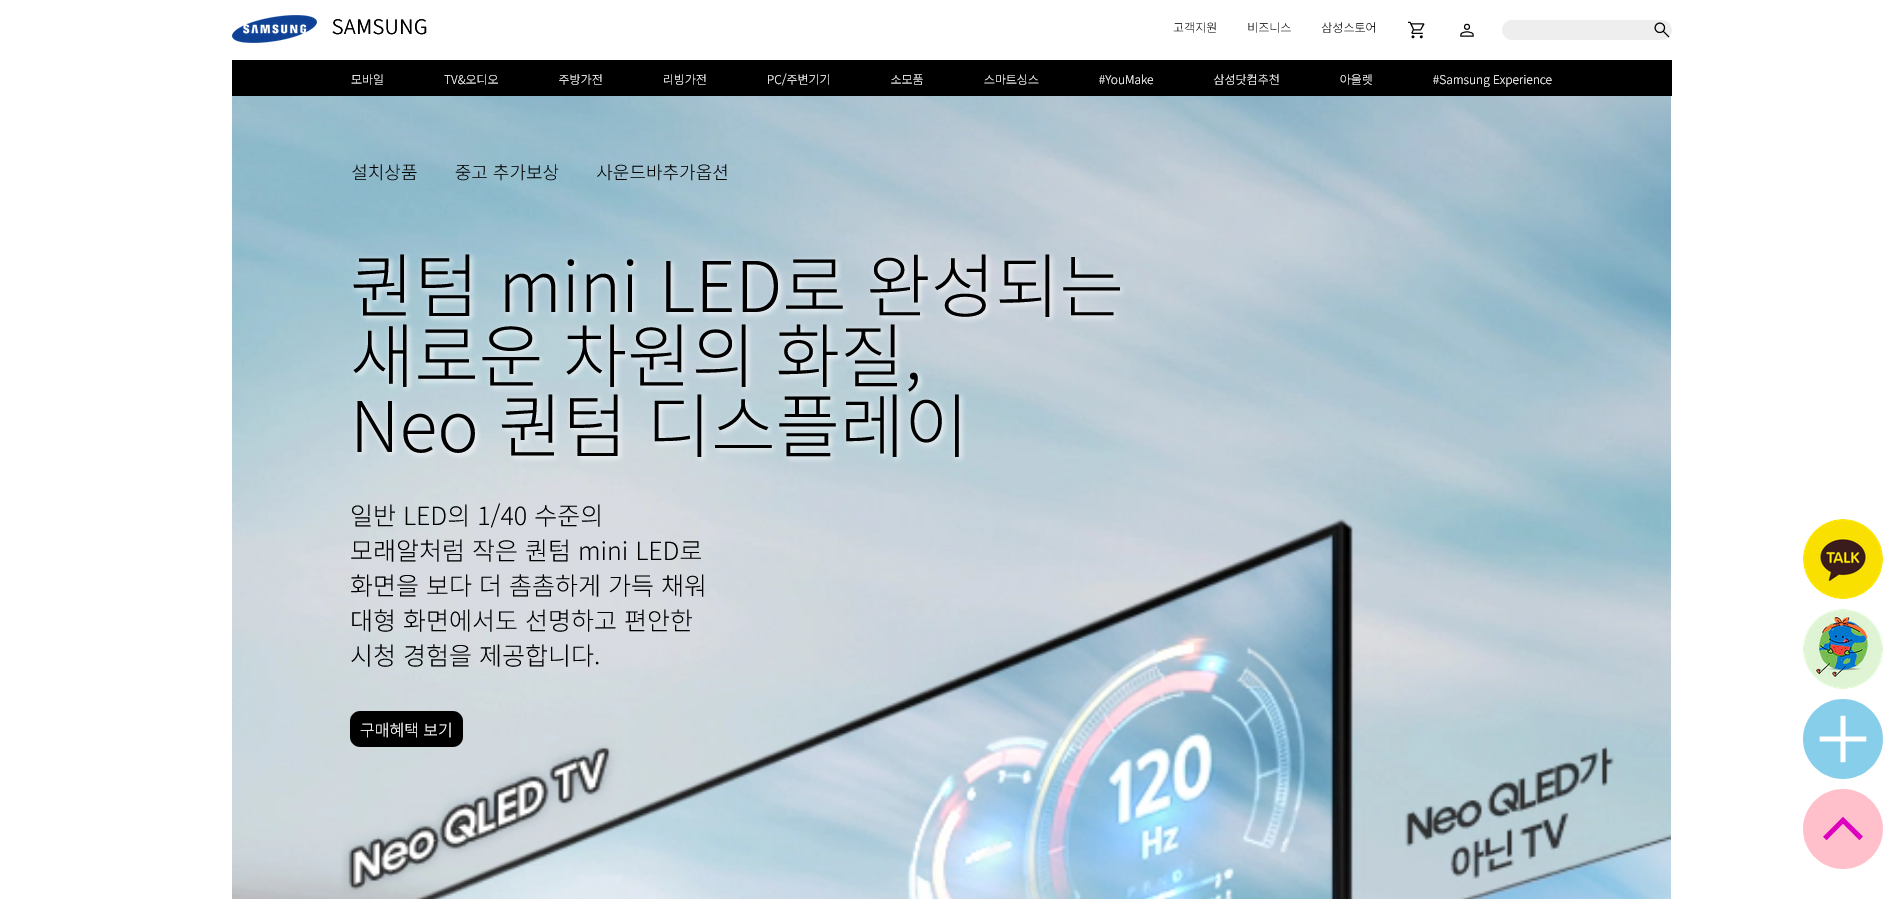 SAMSUNG SAMSUNG 고객지원 비즈니스 삼성스토어
모바일 TV&오디오 주방가전 리빙가전 PC/주변기기 소모품 스마트싱스 #YouMake 삼성닷컴추천 아울렛 #Samsung Experience
설치상품 중고 추가보상 사운드바추가옵션
퀀텀 mini LED로 완성되는
새로운 차원의 화질,
Neo 퀀텀 디스플레이
일반 LED의 1/40 수준의
모래알처럼 작은 퀀텀 mini LED로
화면을 보다 더 촘촘하게 가득 채워
대형 화면에서도 선명하고 편안한
시청 경험을 제공합니다.
구매혜택 보기
Neo QLED TV
120
Hz
Neo QLED가
아닌 TV
TALK